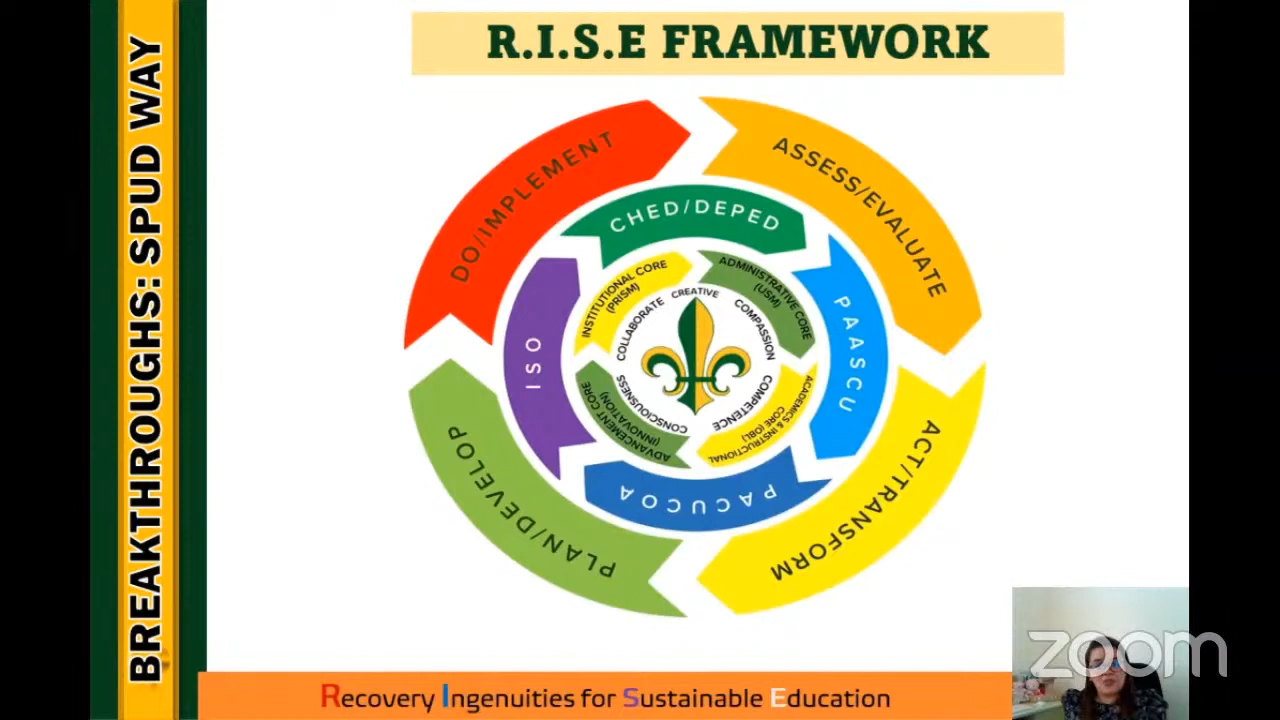 BREAKTHROUGHS: SPUD WAY
R.I.S.E FRAMEWORK
DO/IMPLEMENT
ASSESS/EVALUATE
ACT/TRANSFORM
PLAN/DEVELOP
CHED/DEPED
PAASCU
PACUCOA
ISO
INSTITUTIONAL CORE
(PRISM)
ADMINISTRATIVE CORE
(USM)
ACADEMICS & INSTRUCTIONAL
CORE (OBL)
ADVANCEMENT CORE
(INNOVATION)
CREATIVE
COMPASSION
COMPETENCE
CONSCIOUSNESS
COLLABORATE
Recovery Ingenuities for Sustainable Education
zoom